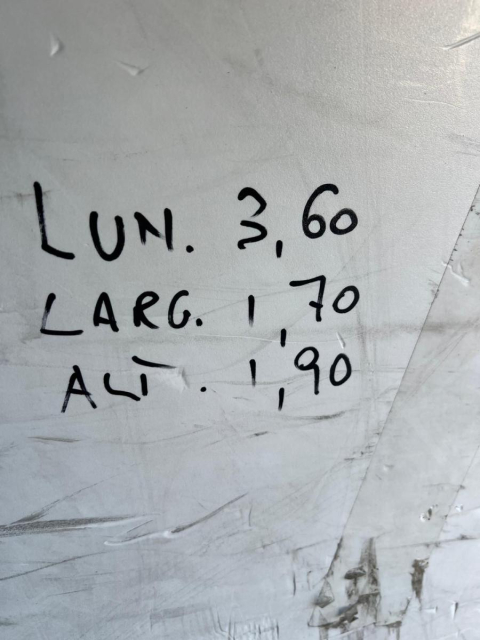 LUN. 3,60
LARG. 1,70
ALT. 1,90